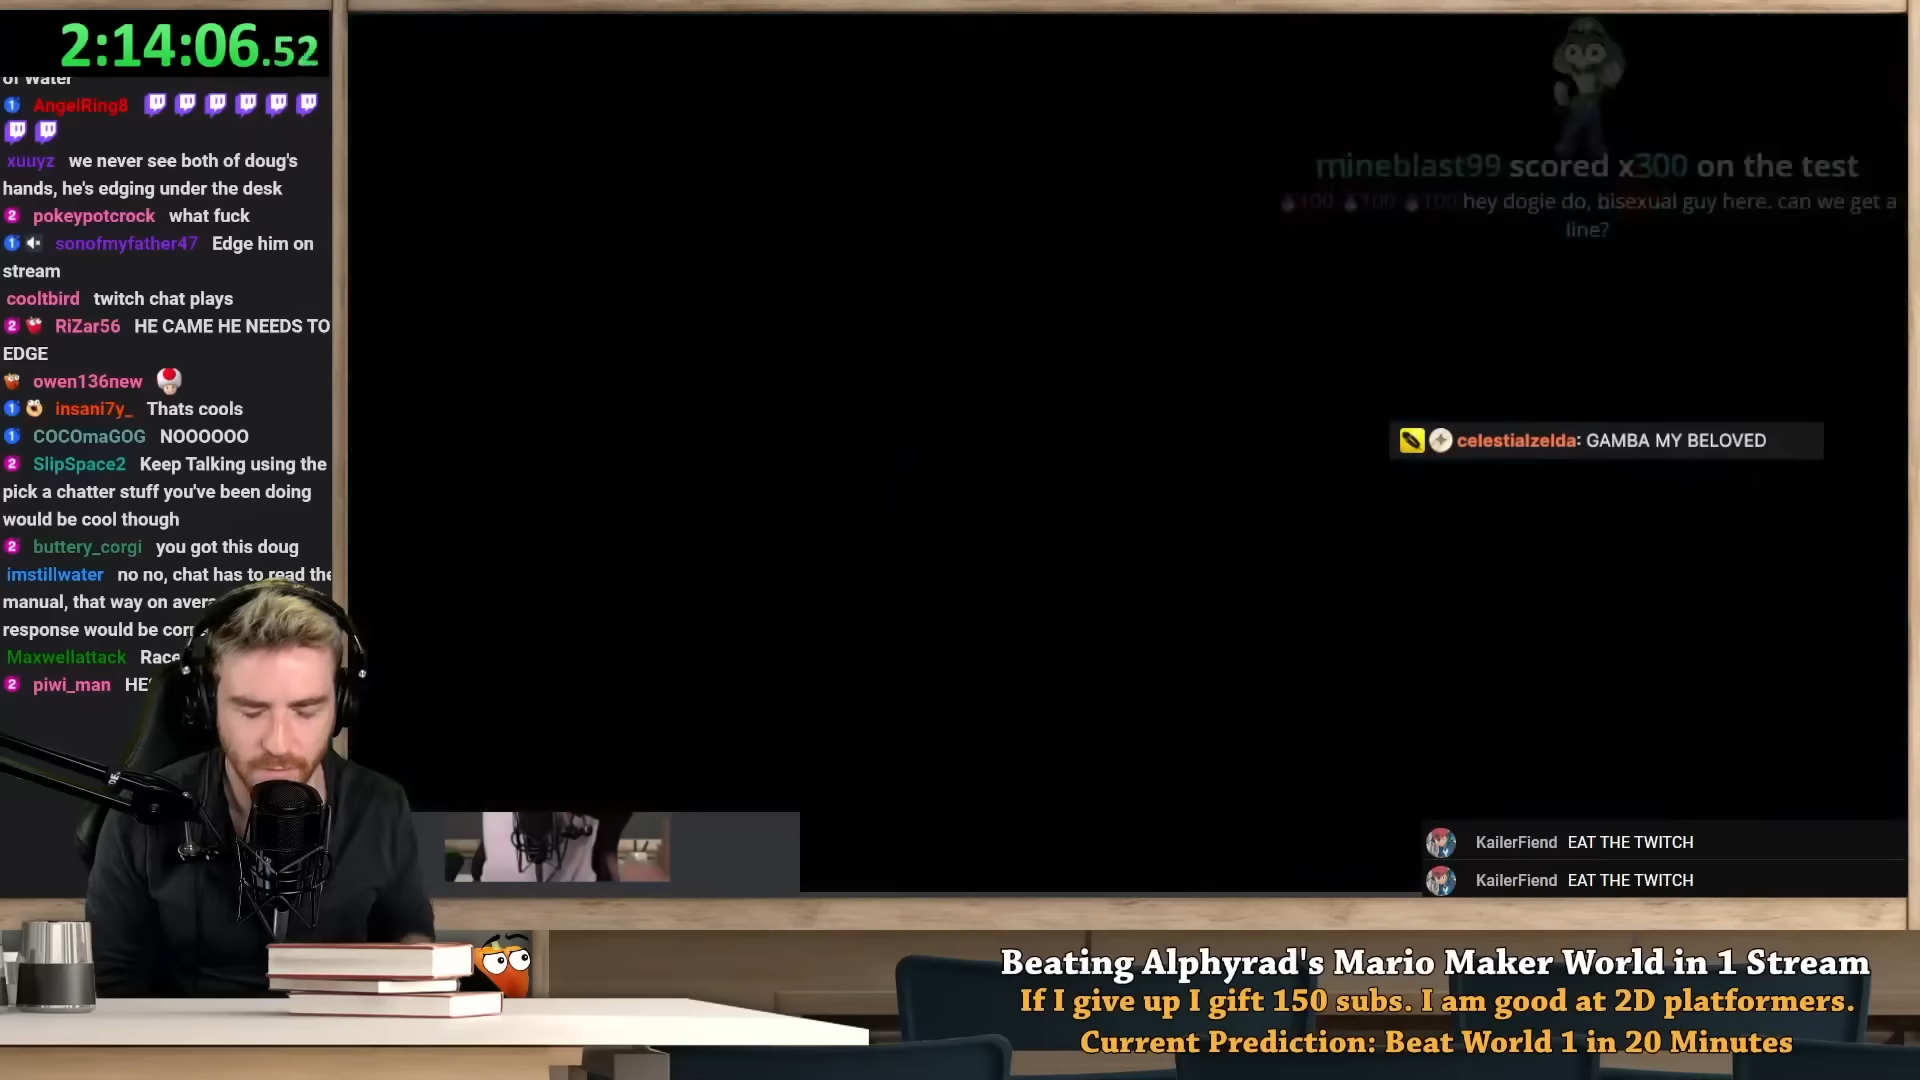 2:14:06.52
of Water
AngelRing8
xuuyz we never see both of doug's
hands, he's edging under the desk
pokeypotcrock what fuck
sonofmyfather47 Edge him on
stream
cooltbird twitch chat plays
RiZar56 HE CAME HE NEEDS TO
EDGE
owen136new
insani7y_ Thats cools
COCOmaGOG NOOOOOO
SlipSpace2 Keep Talking using the
pick a chatter stuff you've been doing
would be cool though
buttery_corgi you got this doug
imstillwater no no, chat has to read the
manual, that way on
response would be
Maxwellattack Race
piwi_man
mineblast99 scored x300 on the test
100 100 100 hey dogie do, bisexual guy here. can we get a
line?
celestialzelda: GAMBA MY BELOVED
KailerFiend EAT THE TWITCH
KailerFiend EAT THE TWITCH
Beating Alphyrad's Mario Maker World in 1 Stream
If I give up I gift 150 subs. I am good at 2D platformers.
Current Prediction: Beat World 1 in 20 Minutes